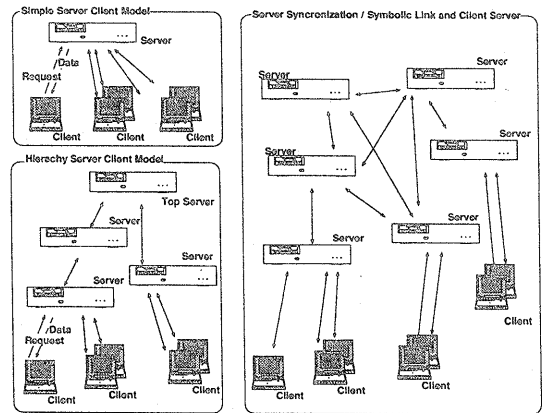 Simple Server Client Model
Server
Data
Request
Client
Client
Client
Hierachy Server Client Model
Top Server
Server
Server
Server
Data
Request
Client
Client
Client
Server Syncronization / Symbolic Link and Client Server
Server
Server
Server
Server
Server
Server
Client
Client
Client
Client